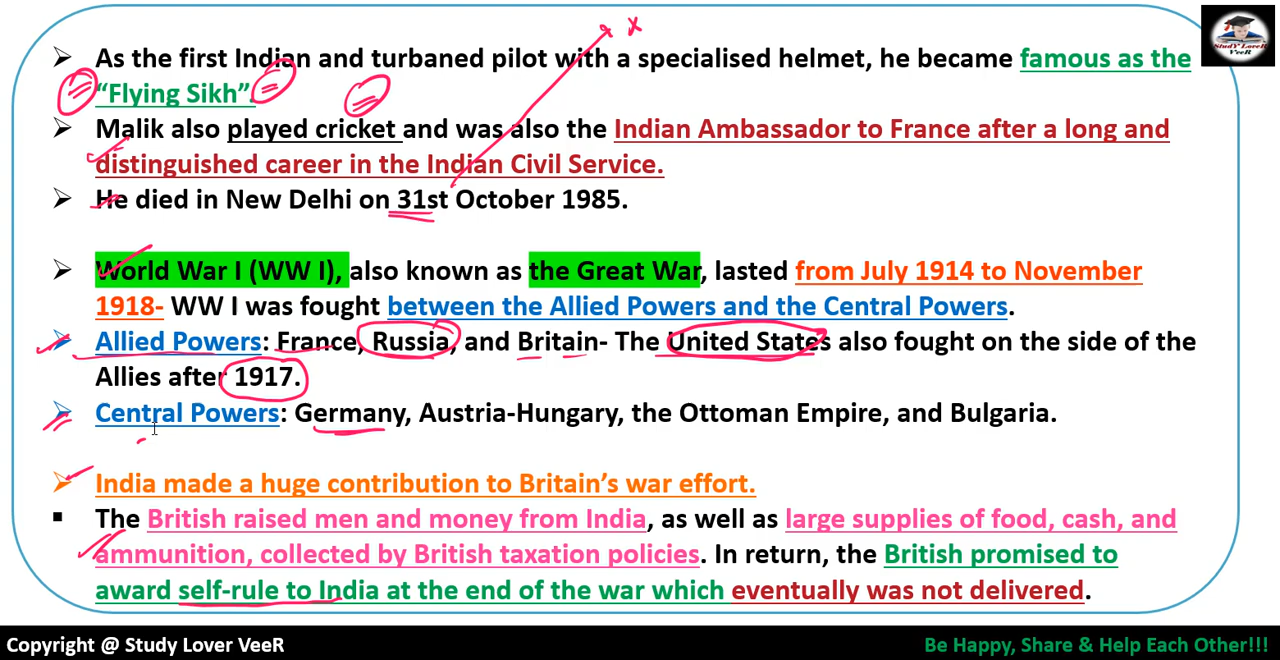 StudY LoveR
VeeR
➢ As the first Indian and turbaned pilot with a specialised helmet, he became famous as the
“Flying Sikh”.
➢ Malik also played cricket and was also the Indian Ambassador to France after a long and
distinguished career in the Indian Civil Service.
➢ He died in New Delhi on 31st October 1985.
➢ World War I (WW I), also known as the Great War, lasted from July 1914 to November
1918- WW I was fought between the Allied Powers and the Central Powers.
➢ Allied Powers: France, Russia, and Britain- The United States also fought on the side of the
Allies after 1917.
➢ Central Powers: Germany, Austria-Hungary, the Ottoman Empire, and Bulgaria.
➢ India made a huge contribution to Britain’s war effort.
▪ The British raised men and money from India, as well as large supplies of food, cash, and
ammunition, collected by British taxation policies. In return, the British promised to
award self-rule to India at the end of the war which eventually was not delivered.
Copyright @ Study Lover VeeR
Be Happy, Share & Help Each Other!!!